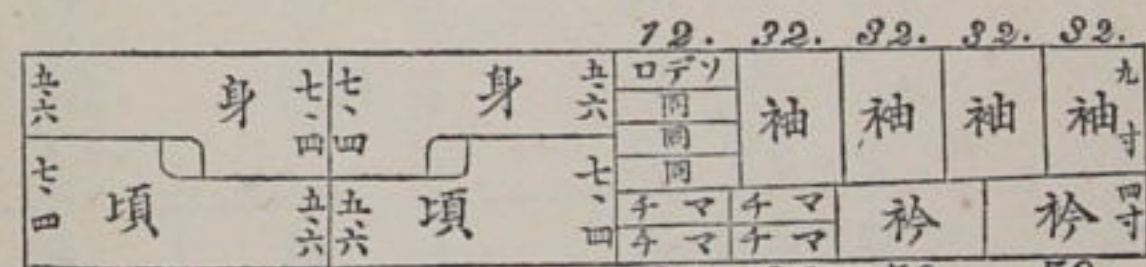 12. 32. 32. 32. 32.
五、六 身 七、四 七、四 身 五、六 ロデソ 袖 袖 袖 袖 九寸
同
同
同
七、四 頃 五、六 五、六 頃 七、四 チマ チマ 衿 衿 四寸
チマ チマ